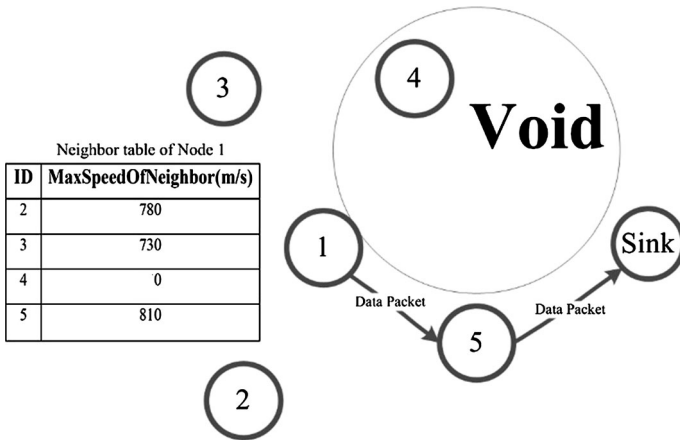 3
4
Void
Neighbor table of Node 1
ID MaxSpeedOfNeighbor(m/s)
2 780
3 730
4 0
5 810
1
Sink
Data Packet
Data Packet
5
2